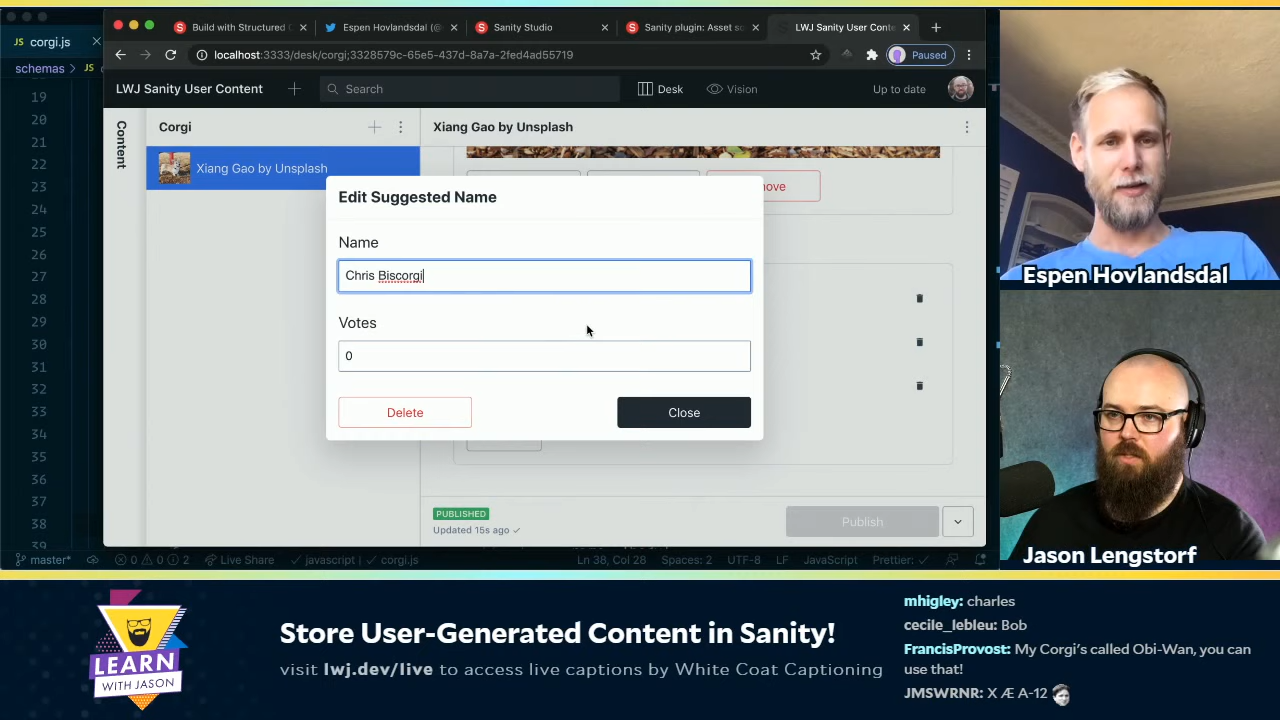 corgi.js
schemas > JS
19
20
21
22
23
24
25
26
27
28
29
30
31
32
33
34
35
36
37
38
39
Build with Structured C
Espen Hovlandsdal (@
Sanity Studio
Sanity plugin: Asset so
LWJ Sanity User Conte
localhost:3333/desk/corgi;3328579c-65e5-437d-8a7a-2fed4ad55579
Paused
LWJ Sanity User Content
Search
Desk
Vision
Up to date
Content
Corgi
Xiang Gao by Unsplash
Xiang Gao by Unsplash
ove
Edit Suggested Name
Name
Chris Biscorgi
Votes
0
Delete
Close
PUBLISHED
Updated 15s ago
Publish
master*
0 0 2
Live Share
javascript | corgi.js
Ln 38, Col 28
Spaces: 2
UTF-8
LF
JavaScript
Prettier: ✓
Espen Hovlandsdal
Jason Lengstorf
LEARN
WITH JASON
Store User-Generated Content in Sanity!
visit lwj.dev/live to access live captions by White Coat Captioning
mhigley: charles
cecile_lebleu: Bob
FrancisProvost: My Corgi's called Obi-Wan, you can
use that!
JMSWRNR: X Æ A-12